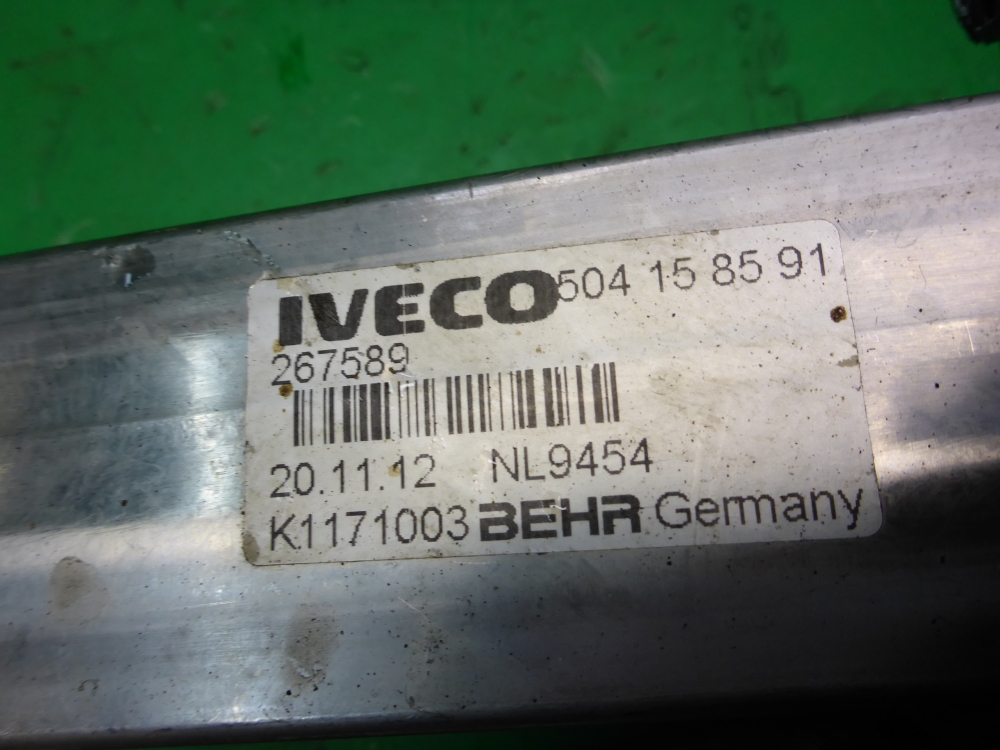 IVECO 504 15 85 91
267589
20.11.12 NL9454
K1171003 BEHR Germany